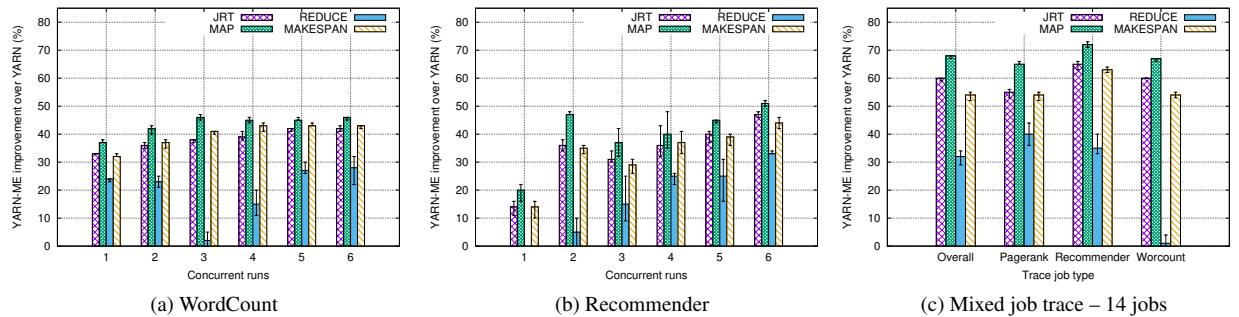 JRT
MAP
REDUCE
MAKESPAN
YARN-ME improvement over YARN (%)
80
70
60
50
40
30
20
10
0
1 2 3 4 5 6
Concurrent runs
(a) WordCount
JRT
MAP
REDUCE
MAKESPAN
YARN-ME improvement over YARN (%)
80
70
60
50
40
30
20
10
0
1 2 3 4 5 6
Concurrent runs
(b) Recommender
JRT
MAP
REDUCE
MAKESPAN
YARN-ME improvement over YARN (%)
80
70
60
50
40
30
20
10
0
Overall Pagerank Recommender Worcount
Trace job type
(c) Mixed job trace – 14 jobs